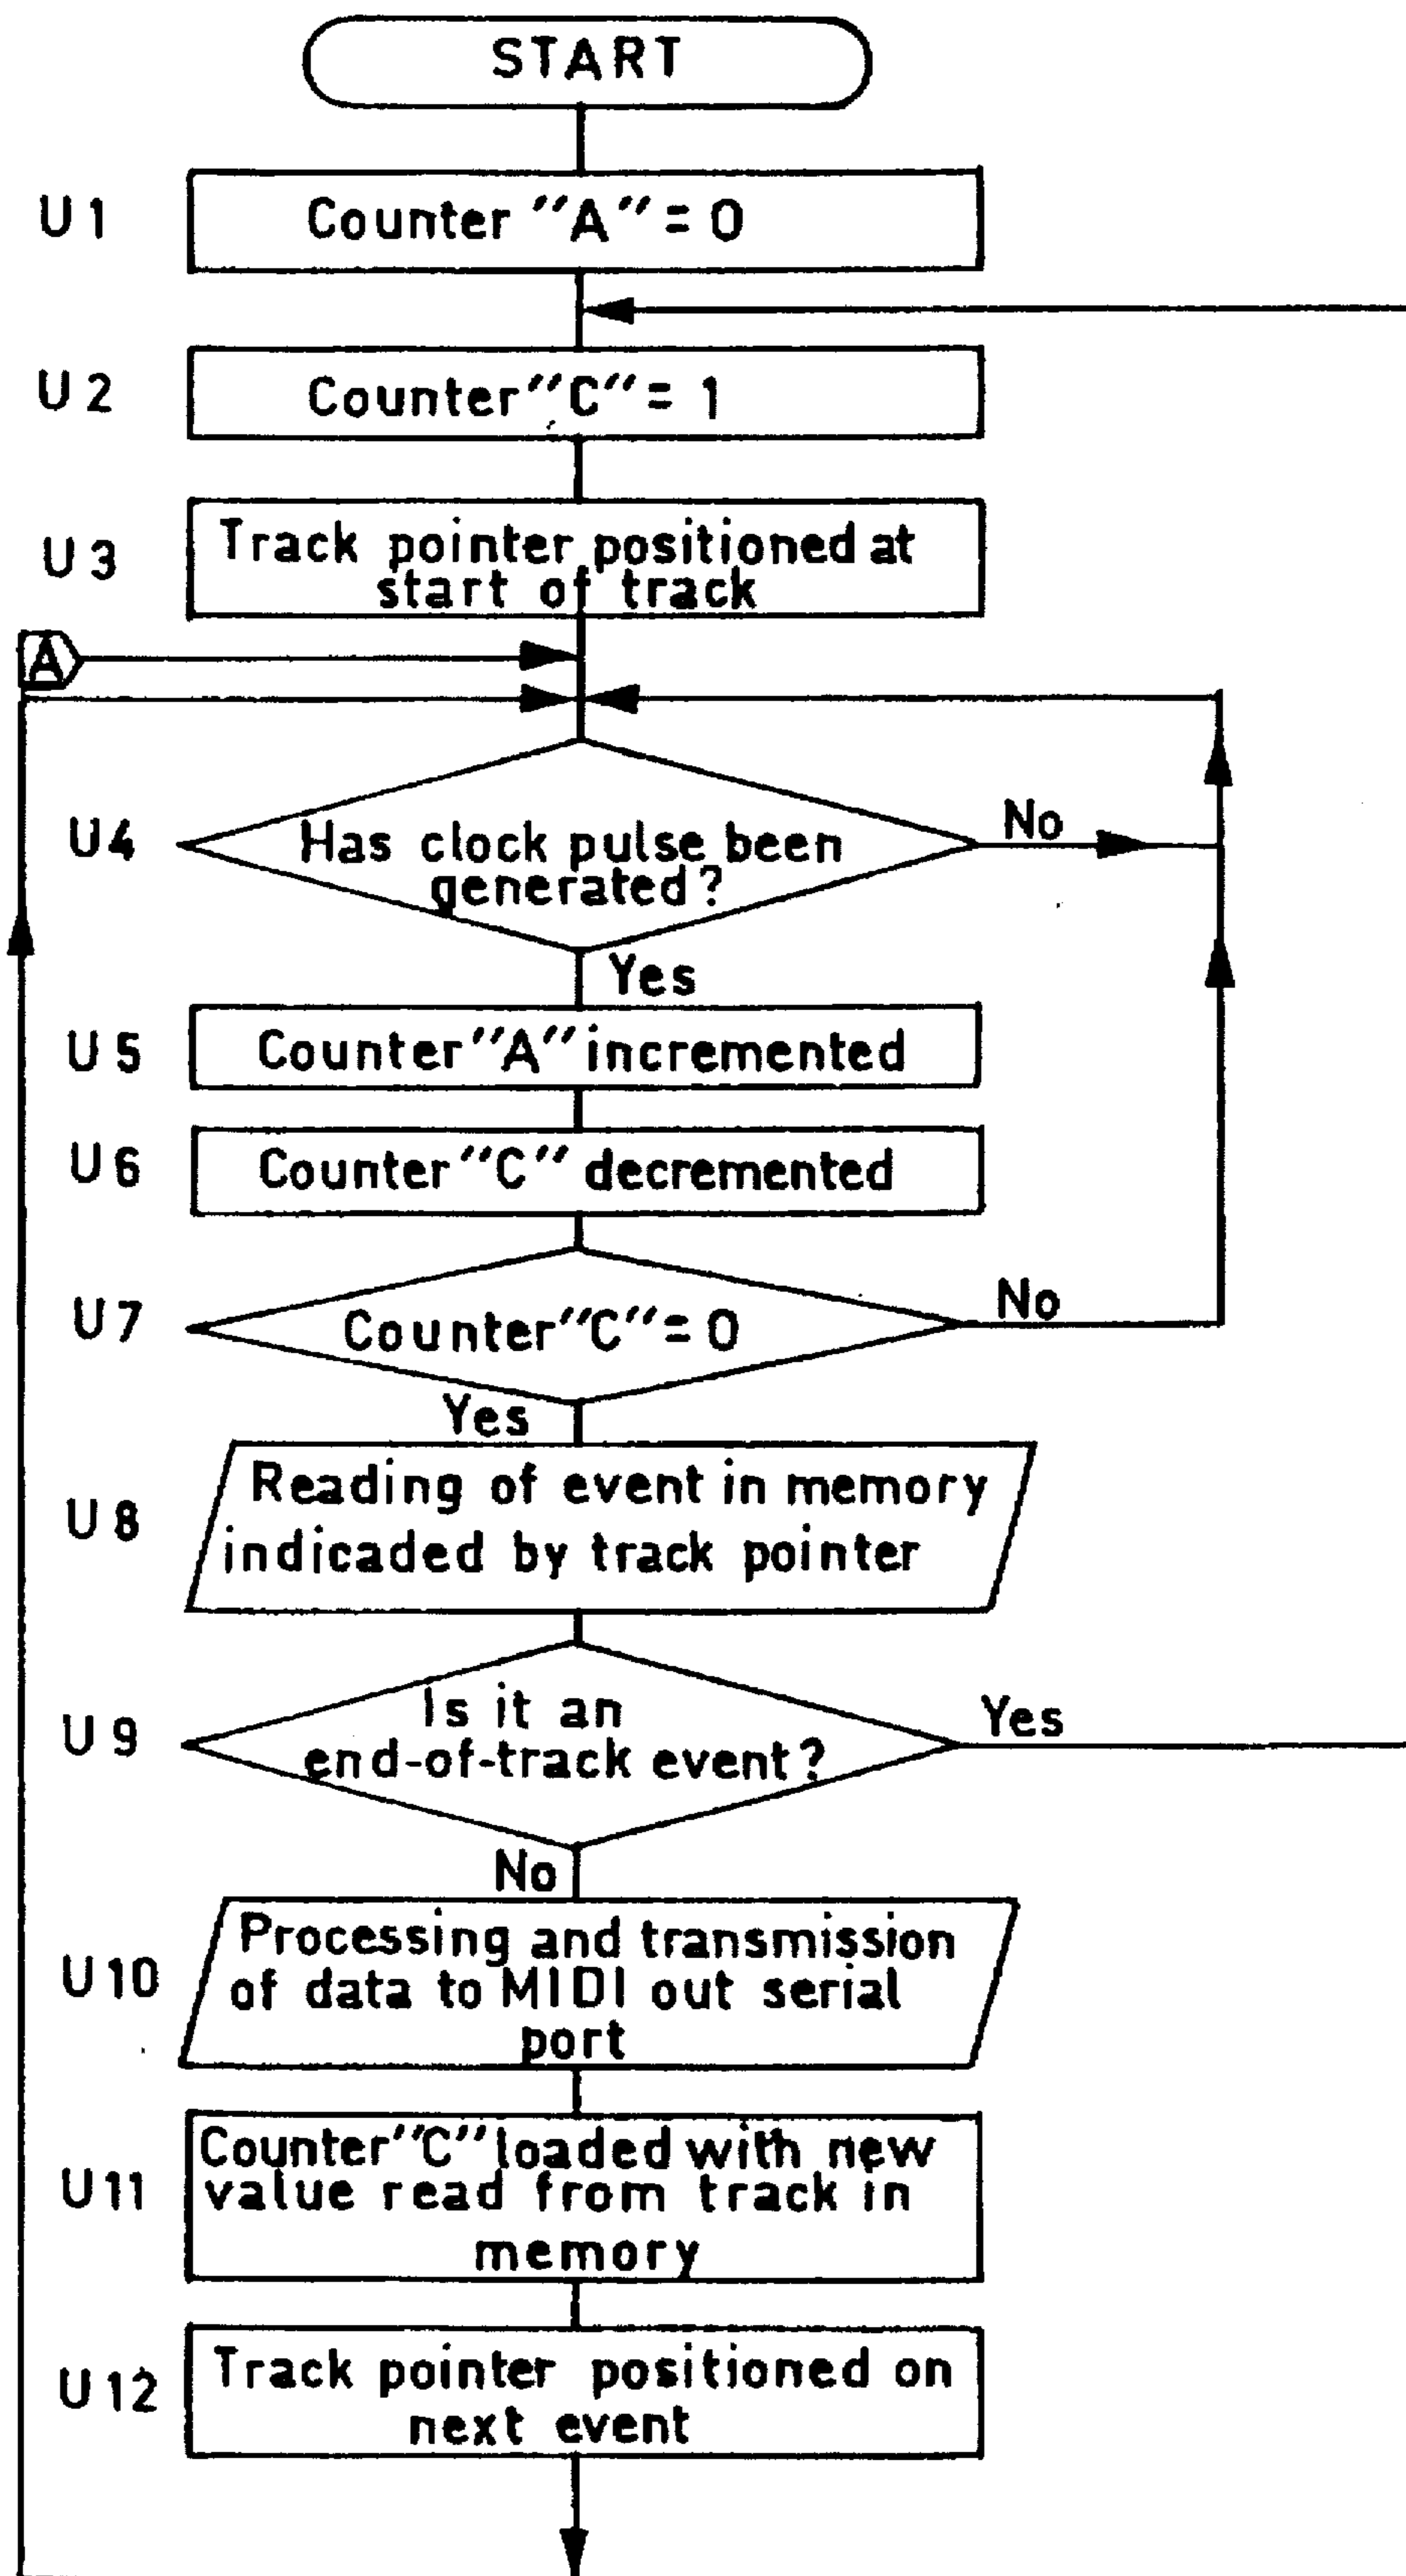 START
U1
Counter "A" = 0
U2
Counter "C" = 1
U3
Track pointer positioned at
start of track
A
U4
Has clock pulse been
generated?
No
Yes
U5
Counter "A" incremented
U6
Counter "C" decremented
U7
Counter "C" = 0
No
Yes
U8
Reading of event in memory
indicaded by track pointer
U9
Is it an
end-of-track event?
Yes
No
U10
Processing and transmission
of data to MIDI out serial
port
U11
Counter "C" loaded with new
value read from track in
memory
U12
Track pointer positioned on
next event